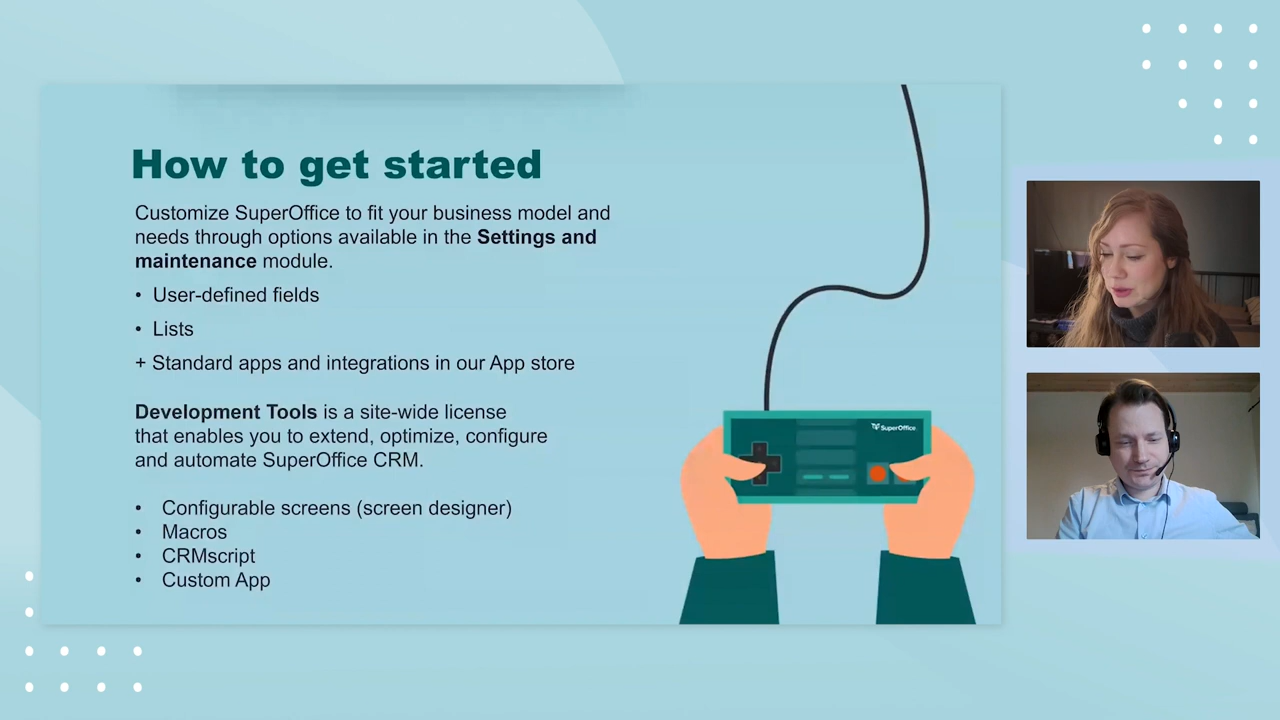 How to get started
Customize SuperOffice to fit your business model and
needs through options available in the Settings and
maintenance module.
• User-defined fields
• Lists
+ Standard apps and integrations in our App store
Development Tools is a site-wide license
that enables you to extend, optimize, configure
and automate SuperOffice CRM.
• Configurable screens (screen designer)
• Macros
• CRMscript
• Custom App
SuperOffice